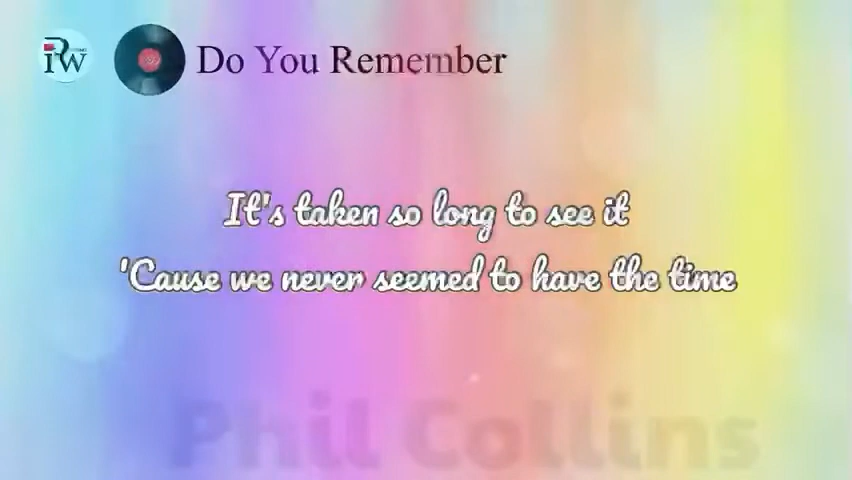 Do You Remember
It's taken so long to see it
'Cause we never seemed to have the time
Phil Collins